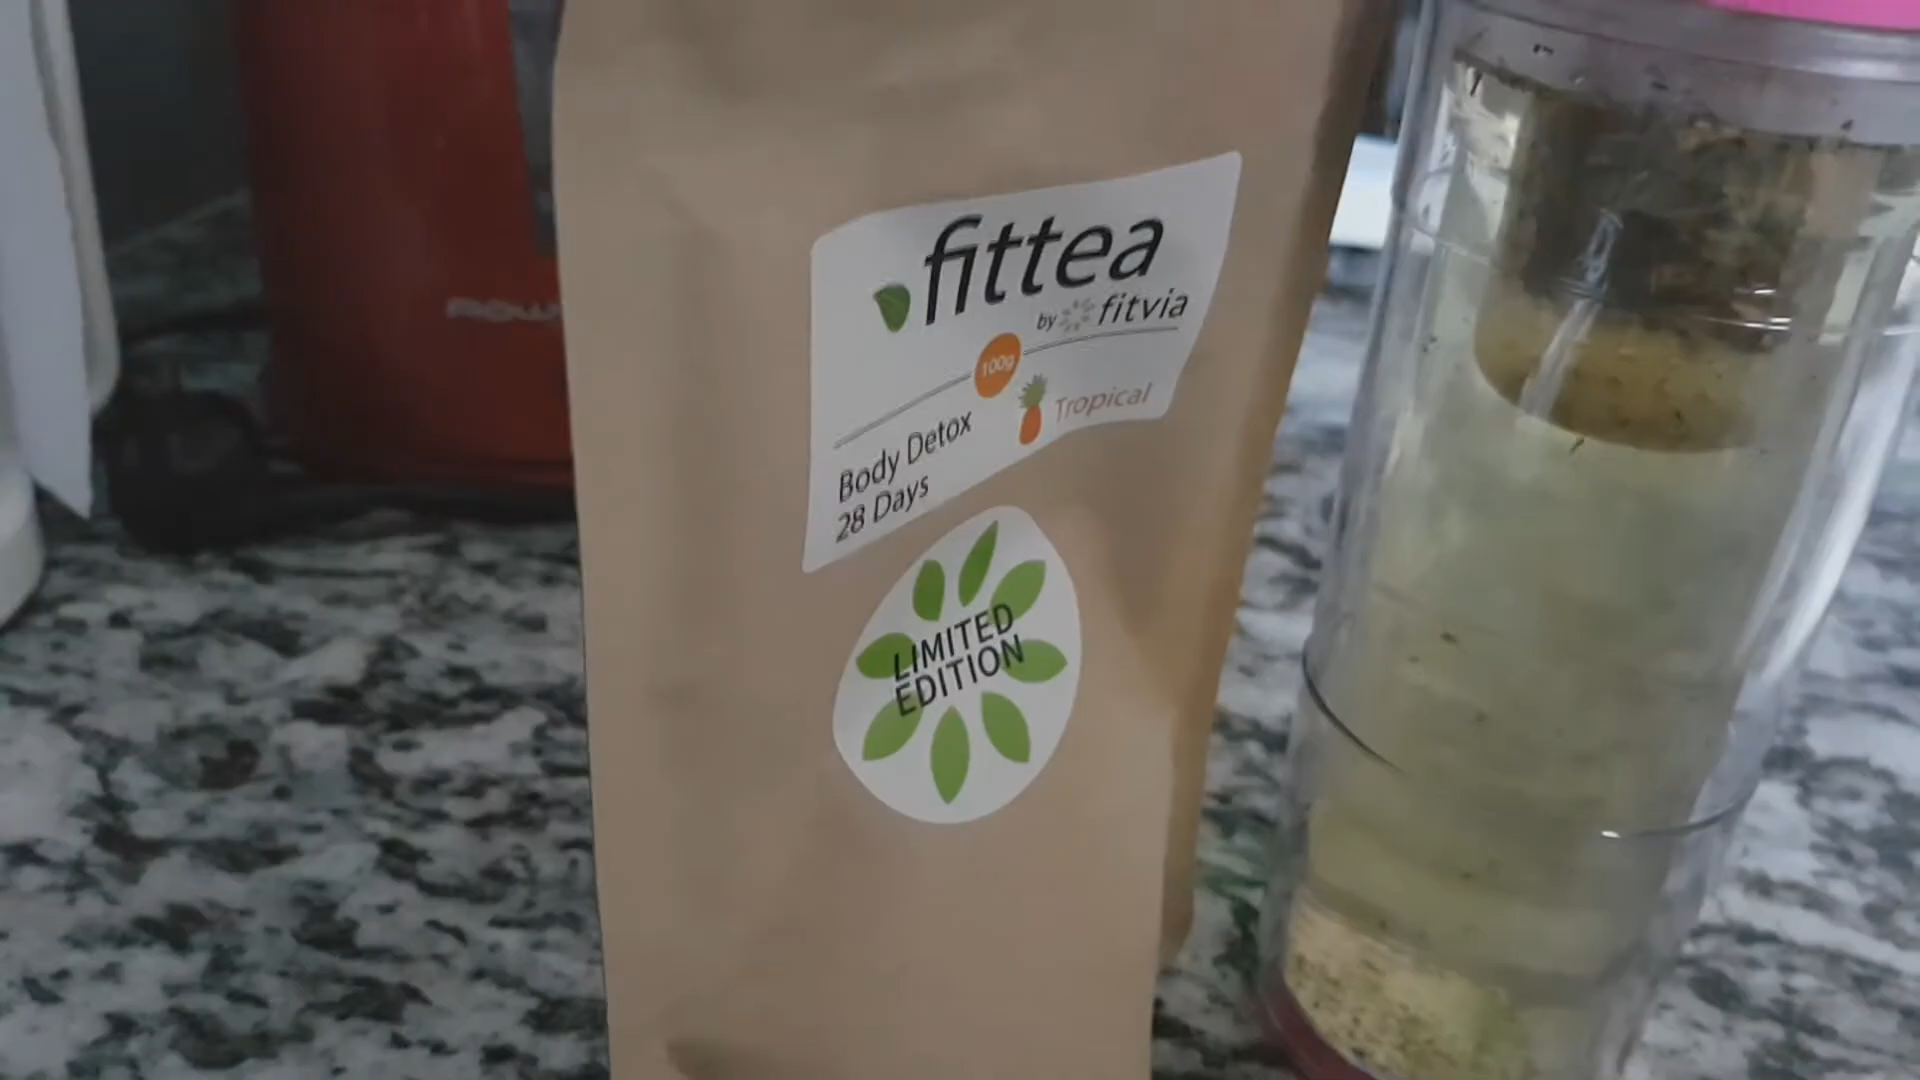 fittea
by fitvia
100g
Tropical
Body Detox
28 Days
LIMITED
EDITION